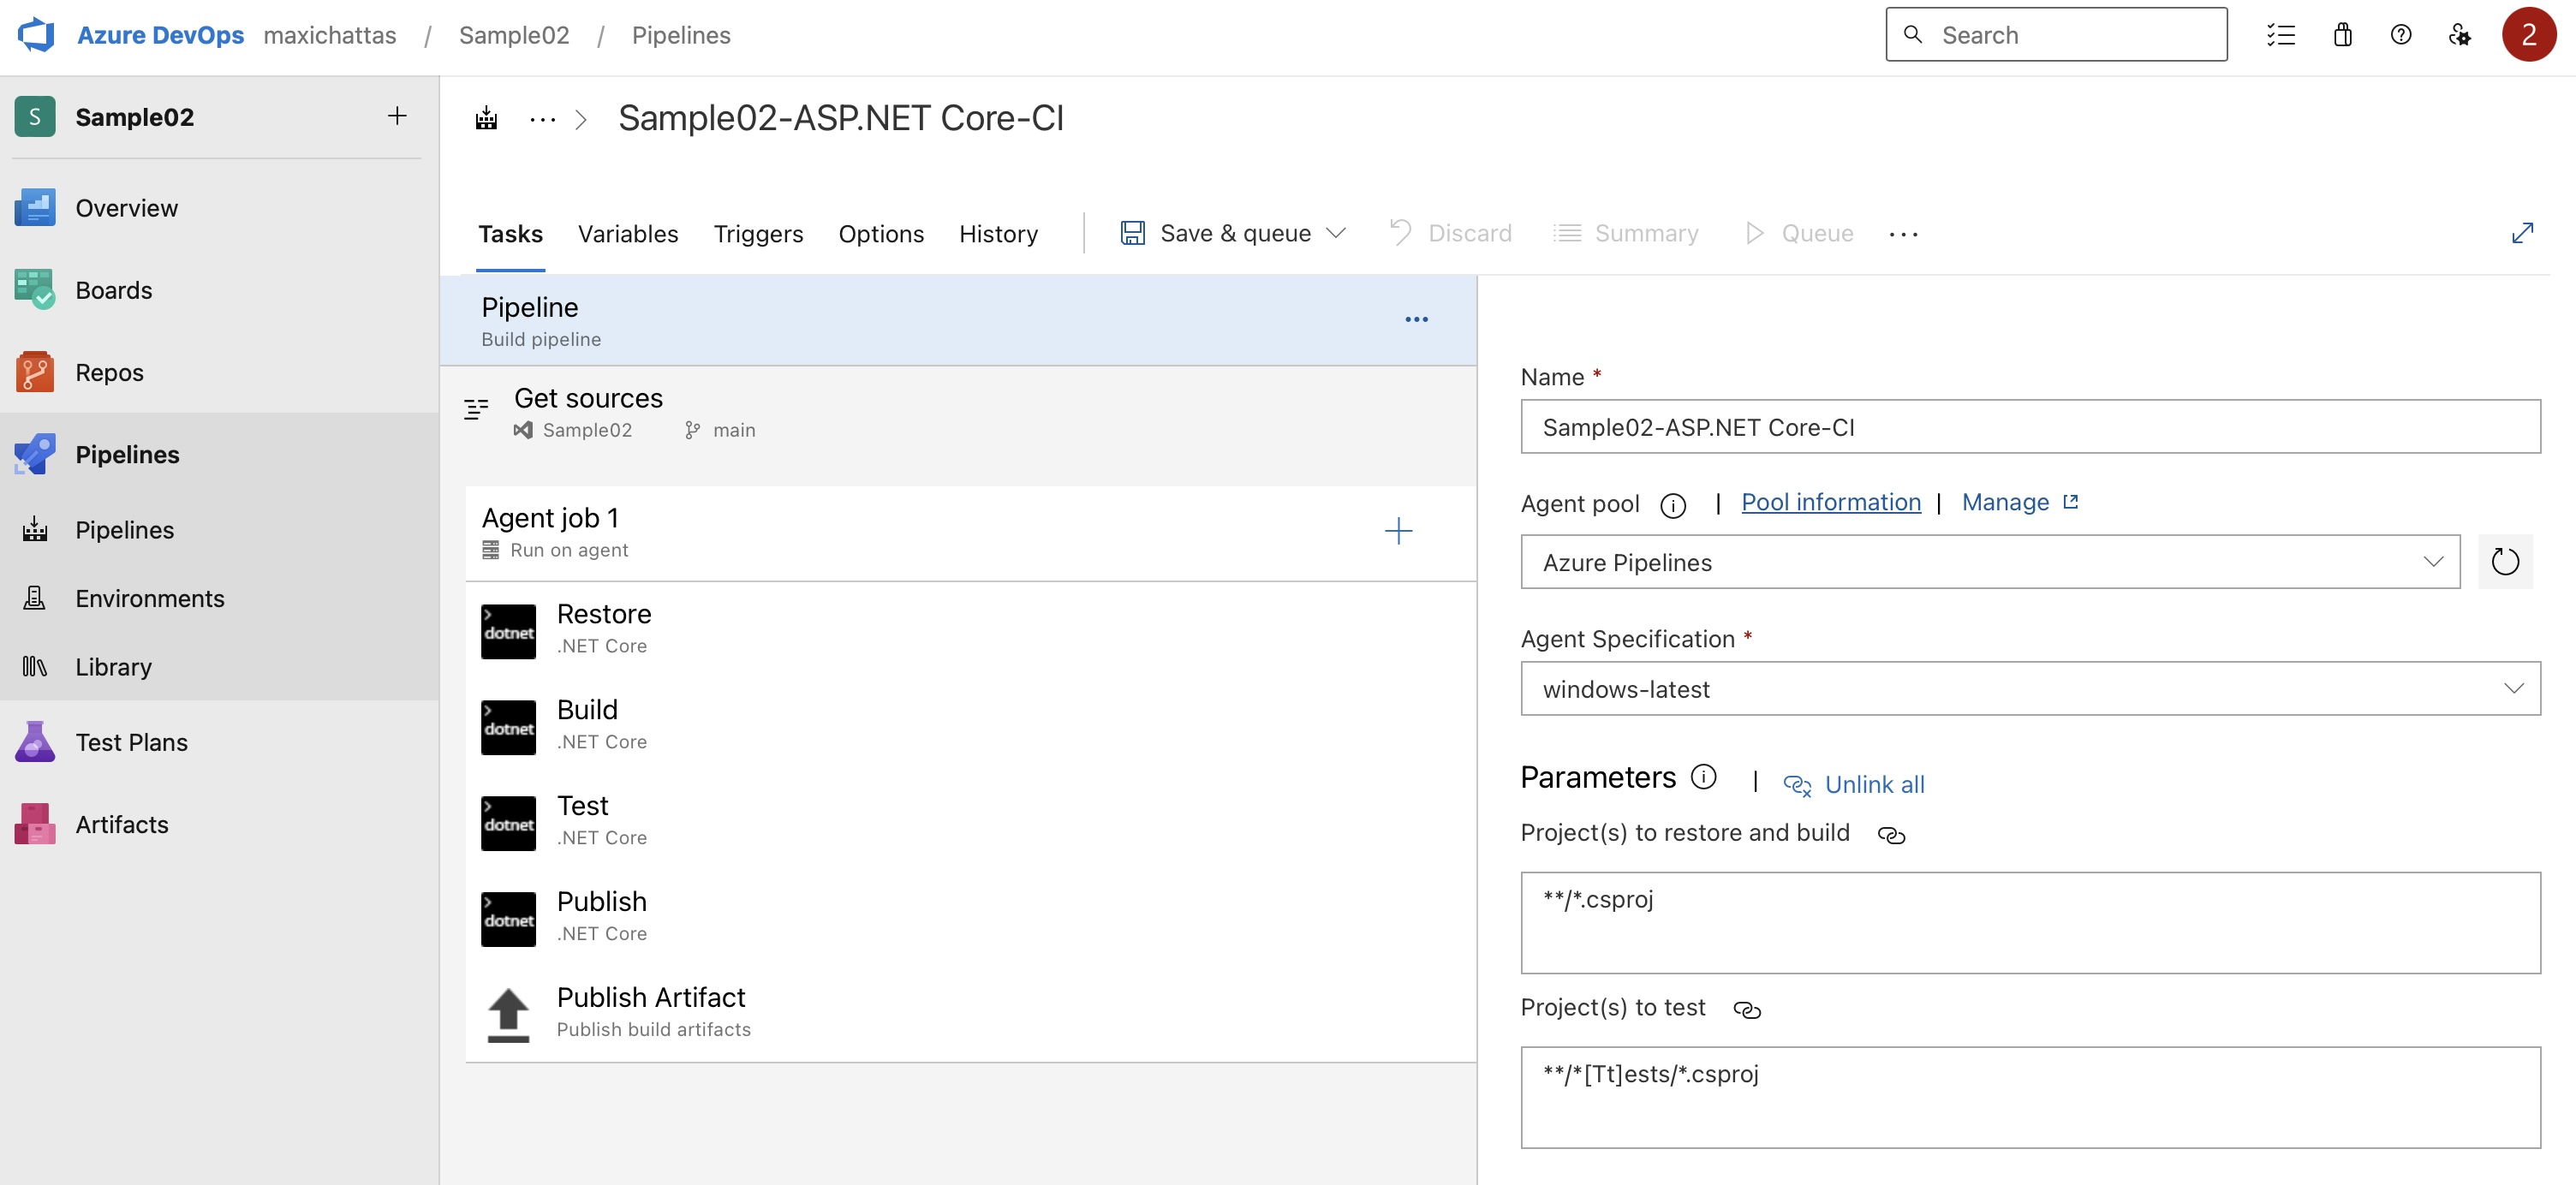 Azure DevOps maxichattas / Sample02 / Pipelines
Search
2
S Sample02
Overview
Boards
Repos
Pipelines
Pipelines
Environments
Library
Test Plans
Artifacts
Sample02-ASP.NET Core-CI
Tasks Variables Triggers Options History Save & queue Discard Summary Queue
Pipeline
Build pipeline
Get sources
Sample02 main
Agent job 1
Run on agent
dotnet
Restore
.NET Core
dotnet
Build
.NET Core
dotnet
Test
.NET Core
dotnet
Publish
.NET Core
Publish Artifact
Publish build artifacts
Name *
Sample02-ASP.NET Core-CI
Agent pool | Pool information | Manage
Azure Pipelines
Agent Specification *
windows-latest
Parameters | Unlink all
Project(s) to restore and build
**/*.csproj
Project(s) to test
**/*[Tt]ests/*.csproj